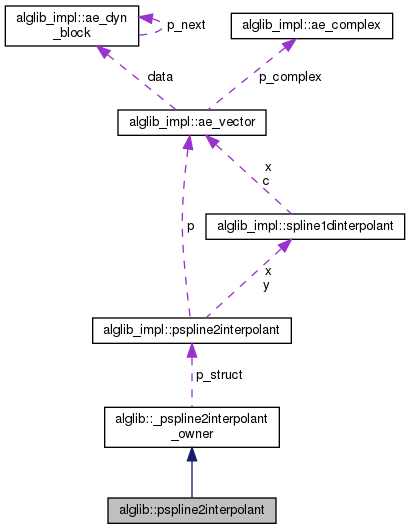 alglib_impl::ae_dyn
_block
p_next
alglib_impl::ae_complex
data
p_complex
alglib_impl::ae_vector
x
c
p
alglib_impl::spline1dinterpolant
x
y
alglib_impl::pspline2interpolant
p_struct
alglib::_pspline2interpolant
_owner
alglib::pspline2interpolant